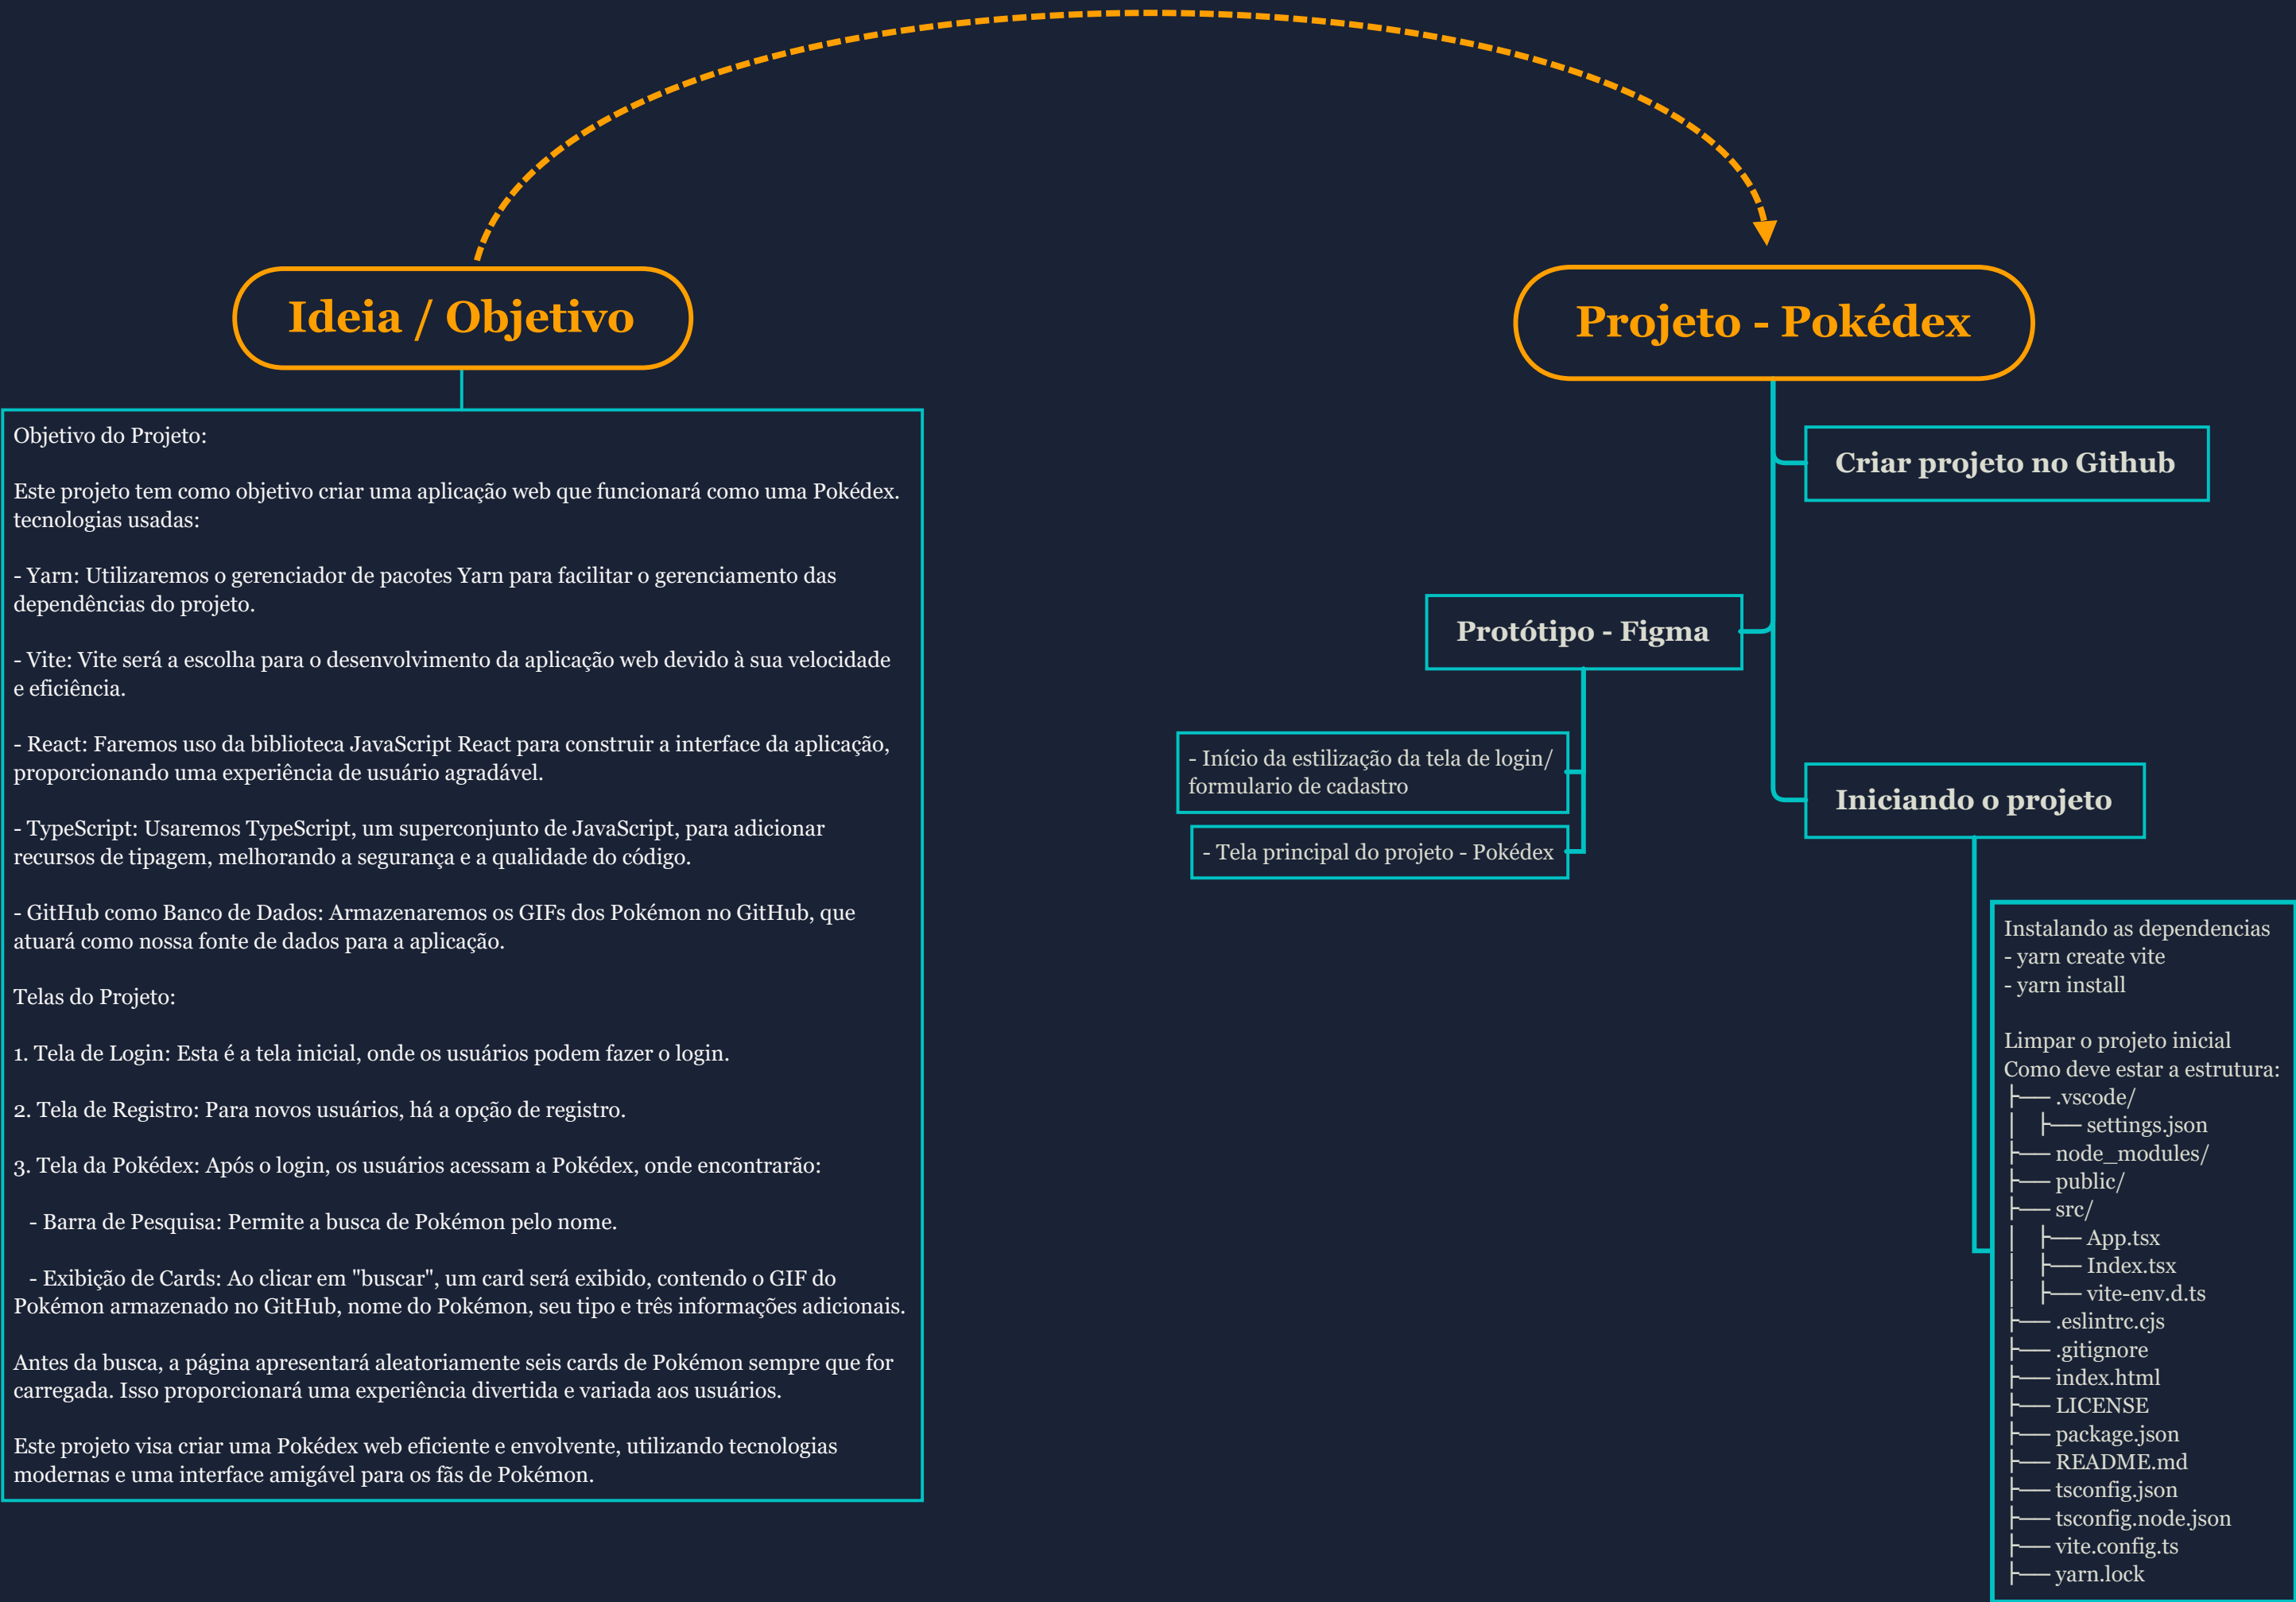 Ideia / Objetivo
Objetivo do Projeto:
Este projeto tem como objetivo criar uma aplicação web que funcionará como uma Pokédex.
tecnologias usadas:
- Yarn: Utilizaremos o gerenciador de pacotes Yarn para facilitar o gerenciamento das
dependências do projeto.
- Vite: Vite será a escolha para o desenvolvimento da aplicação web devido à sua velocidade
e eficiência.
- React: Faremos uso da biblioteca JavaScript React para construir a interface da aplicação,
proporcionando uma experiência de usuário agradável.
- TypeScript: Usaremos TypeScript, um superconjunto de JavaScript, para adicionar
recursos de tipagem, melhorando a segurança e a qualidade do código.
- GitHub como Banco de Dados: Armazenaremos os GIFs dos Pokémon no GitHub, que
atuará como nossa fonte de dados para a aplicação.
Telas do Projeto:
1. Tela de Login: Esta é a tela inicial, onde os usuários podem fazer o login.
2. Tela de Registro: Para novos usuários, há a opção de registro.
3. Tela da Pokédex: Após o login, os usuários acessam a Pokédex, onde encontrarão:
- Barra de Pesquisa: Permite a busca de Pokémon pelo nome.
- Exibição de Cards: Ao clicar em "buscar", um card será exibido, contendo o GIF do
Pokémon armazenado no GitHub, nome do Pokémon, seu tipo e três informações adicionais.
Antes da busca, a página apresentará aleatoriamente seis cards de Pokémon sempre que for
carregada. Isso proporcionará uma experiência divertida e variada aos usuários.
Este projeto visa criar uma Pokédex web eficiente e envolvente, utilizando tecnologias
modernas e uma interface amigável para os fãs de Pokémon.
Projeto - Pokédex
Criar projeto no Github
Protótipo - Figma
- Início da estilização da tela de login/
formulario de cadastro
- Tela principal do projeto - Pokédex
Iniciando o projeto
Instalando as dependencias
- yarn create vite
- yarn install
Limpar o projeto inicial
Como deve estar a estrutura:
├── .vscode/
│ ├── settings.json
├── node_modules/
├── public/
├── src/
│ ├── App.tsx
│ ├── Index.tsx
│ ├── vite-env.d.ts
├── .eslintrc.cjs
├── .gitignore
├── index.html
├── LICENSE
├── package.json
├── README.md
├── tsconfig.json
├── tsconfig.node.json
├── vite.config.ts
├── yarn.lock